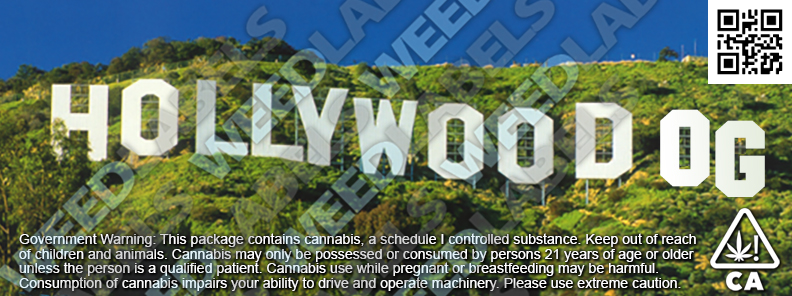 HOLLYWOOD OG
WEEDLABELS
WEEDLABELS
WEEDLABELS
Government Warning: This package contains cannabis, a schedule I controlled substance. Keep out of reach
of children and animals. Cannabis may only be possessed or consumed by persons 21 years of age or older
unless the person is a qualified patient. Cannabis use while pregnant or breastfeeding may be harmful.
Consumption of cannabis impairs your ability to drive and operate machinery. Please use extreme caution.
!
CA